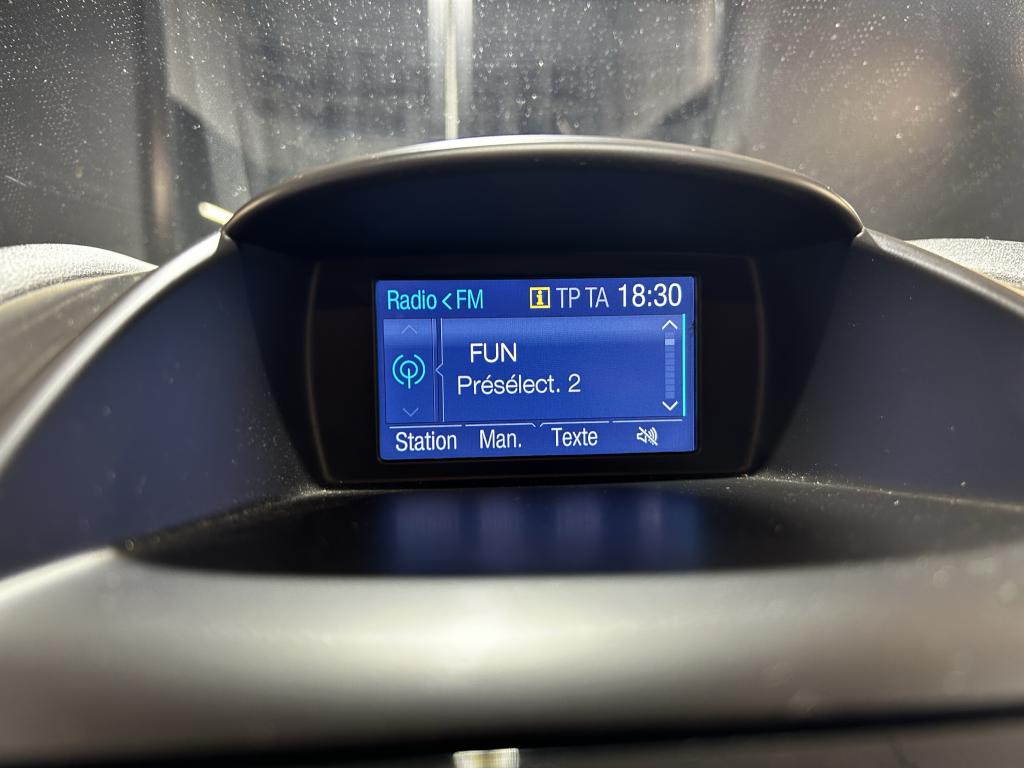 Radio < FM i TP TA 18:30
FUN
Présélect. 2
Station Man. Texte